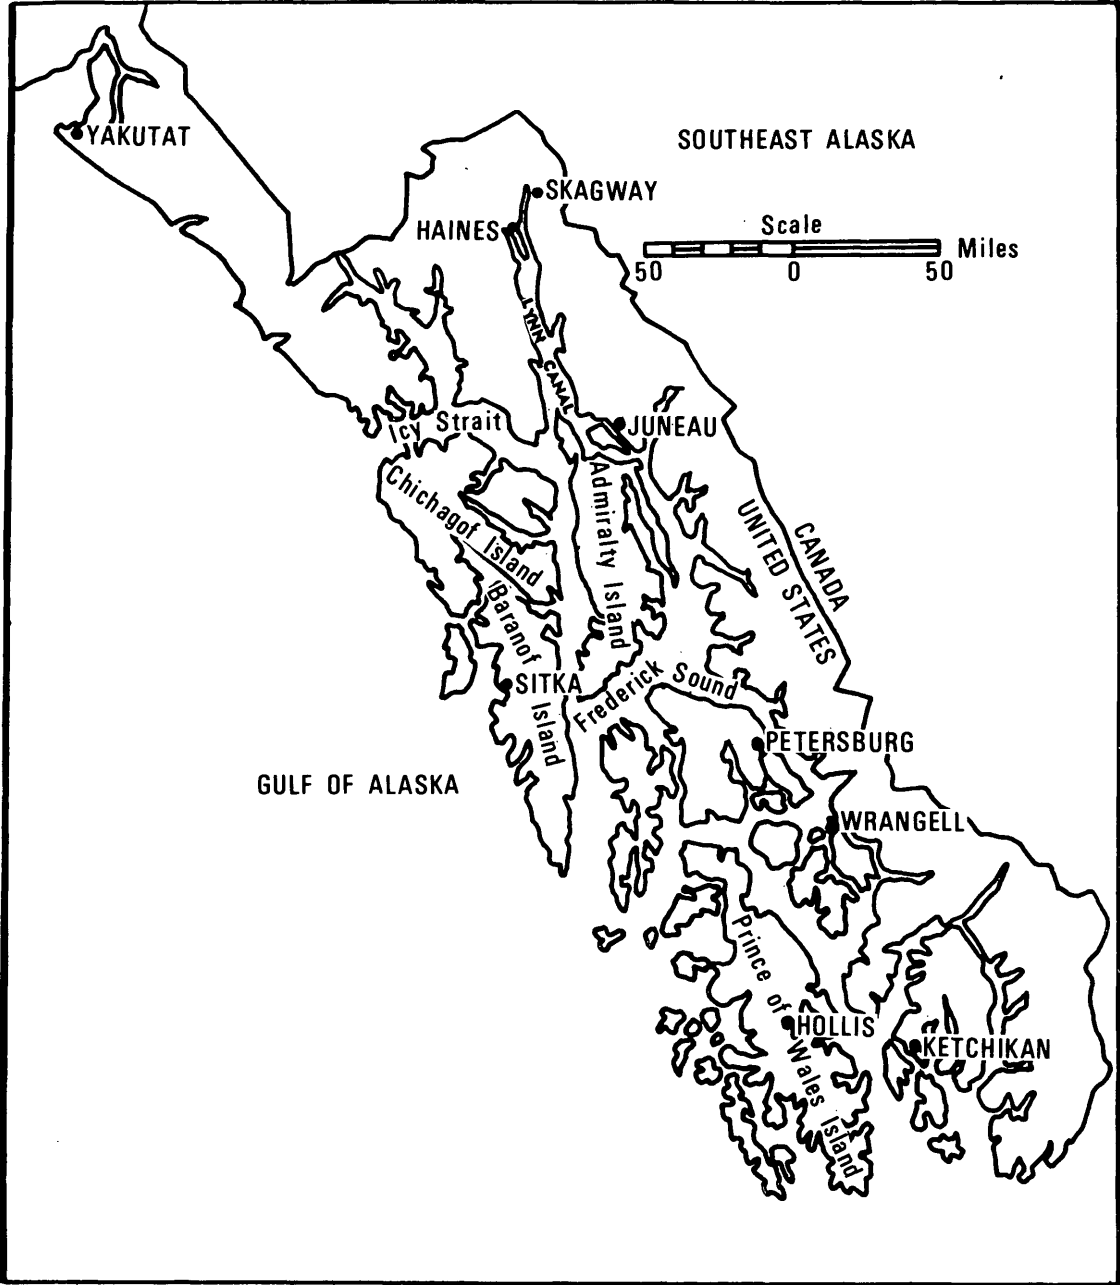 YAKUTAT
SOUTHEAST ALASKA
SKAGWAY
HAINES
Scale
50 0 50 Miles
LYNN CANAL
Icy Strait
JUNEAU
Chichagof Island
Admiralty Island
CANADA
UNITED STATES
Baranof Island
SITKA
Frederick Sound
PETERSBURG
GULF OF ALASKA
WRANGELL
Prince of Wales Island
HOLLIS
KETCHIKAN